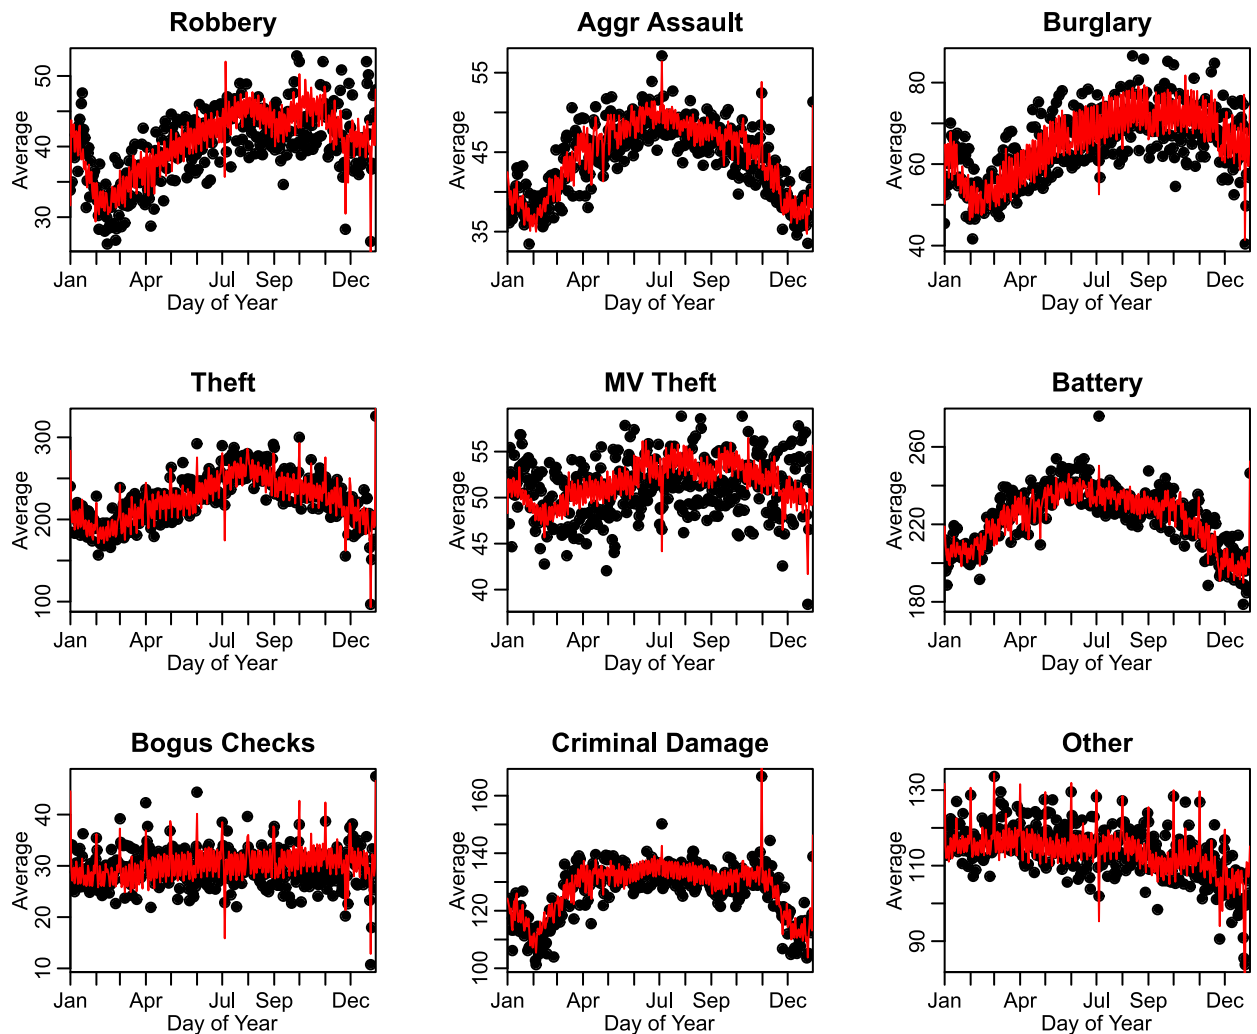 Robbery
Aggr Assault
Burglary
Average
30 40 50
Jan Apr Jul Sep Dec
Day of Year
Average
35 45 55
Jan Apr Jul Sep Dec
Day of Year
Average
40 60 80
Jan Apr Jul Sep Dec
Day of Year
Theft
MV Theft
Battery
Average
100 200 300
Jan Apr Jul Sep Dec
Day of Year
Average
40 45 50 55
Jan Apr Jul Sep Dec
Day of Year
Average
180 220 260
Jan Apr Jul Sep Dec
Day of Year
Bogus Checks
Criminal Damage
Other
Average
10 20 30 40
Jan Apr Jul Sep Dec
Day of Year
Average
100 120 140 160
Jan Apr Jul Sep Dec
Day of Year
Average
90 110 130
Jan Apr Jul Sep Dec
Day of Year